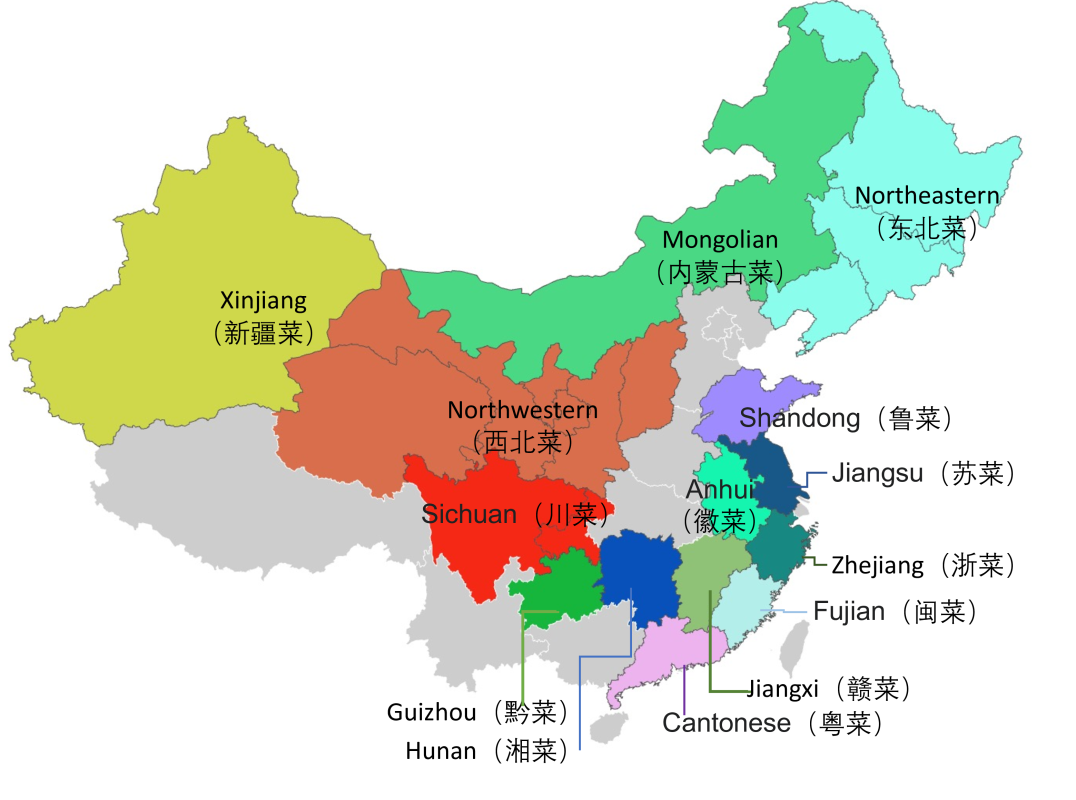 Northeastern
（东北菜）
Mongolian
（内蒙古菜）
Xinjiang
（新疆菜）
Northwestern
（西北菜）
Shandong（鲁菜）
Jiangsu（苏菜）
Anhui
（徽菜）
Sichuan（川菜）
Zhejiang（浙菜）
Fujian（闽菜）
Jiangxi（赣菜）
Guizhou（黔菜）
Cantonese（粤菜）
Hunan（湘菜）